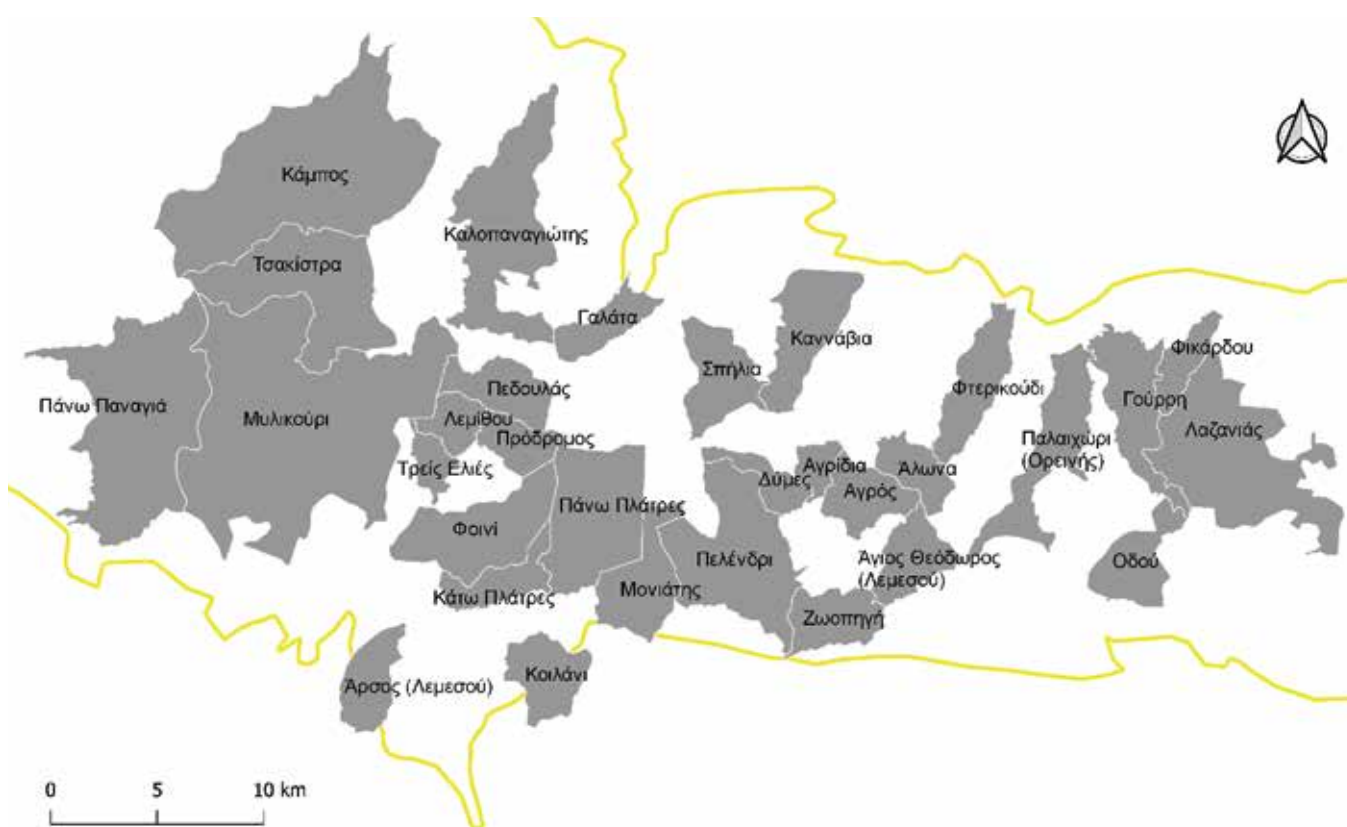 Κάμπος
Καλοπαναγιώτης
Τσακίστρα
Γαλάτα
Καννάβια
Φικάρδου
Σπήλια
Πεδουλάς
Φτερικούδι
Γούρρη
Πάνω Παναγιά
Μυλικούρι
Λεμίθου
Λαζανιάς
Πρόδρομος
Παλαιχώρι
(Ορεινής)
Τρείς Ελιές
Αγρίδια
Άλωνα
Δύμες
Αγρός
Πάνω Πλάτρες
Φοινί
Πελένδρι
Άγιος Θεόδωρος
(Λεμεσού)
Οδού
Κάτω Πλάτρες
Μονιάτης
Ζωοπηγή
Κοιλάνι
Άρσος (Λεμεσού)
0 5 10 km